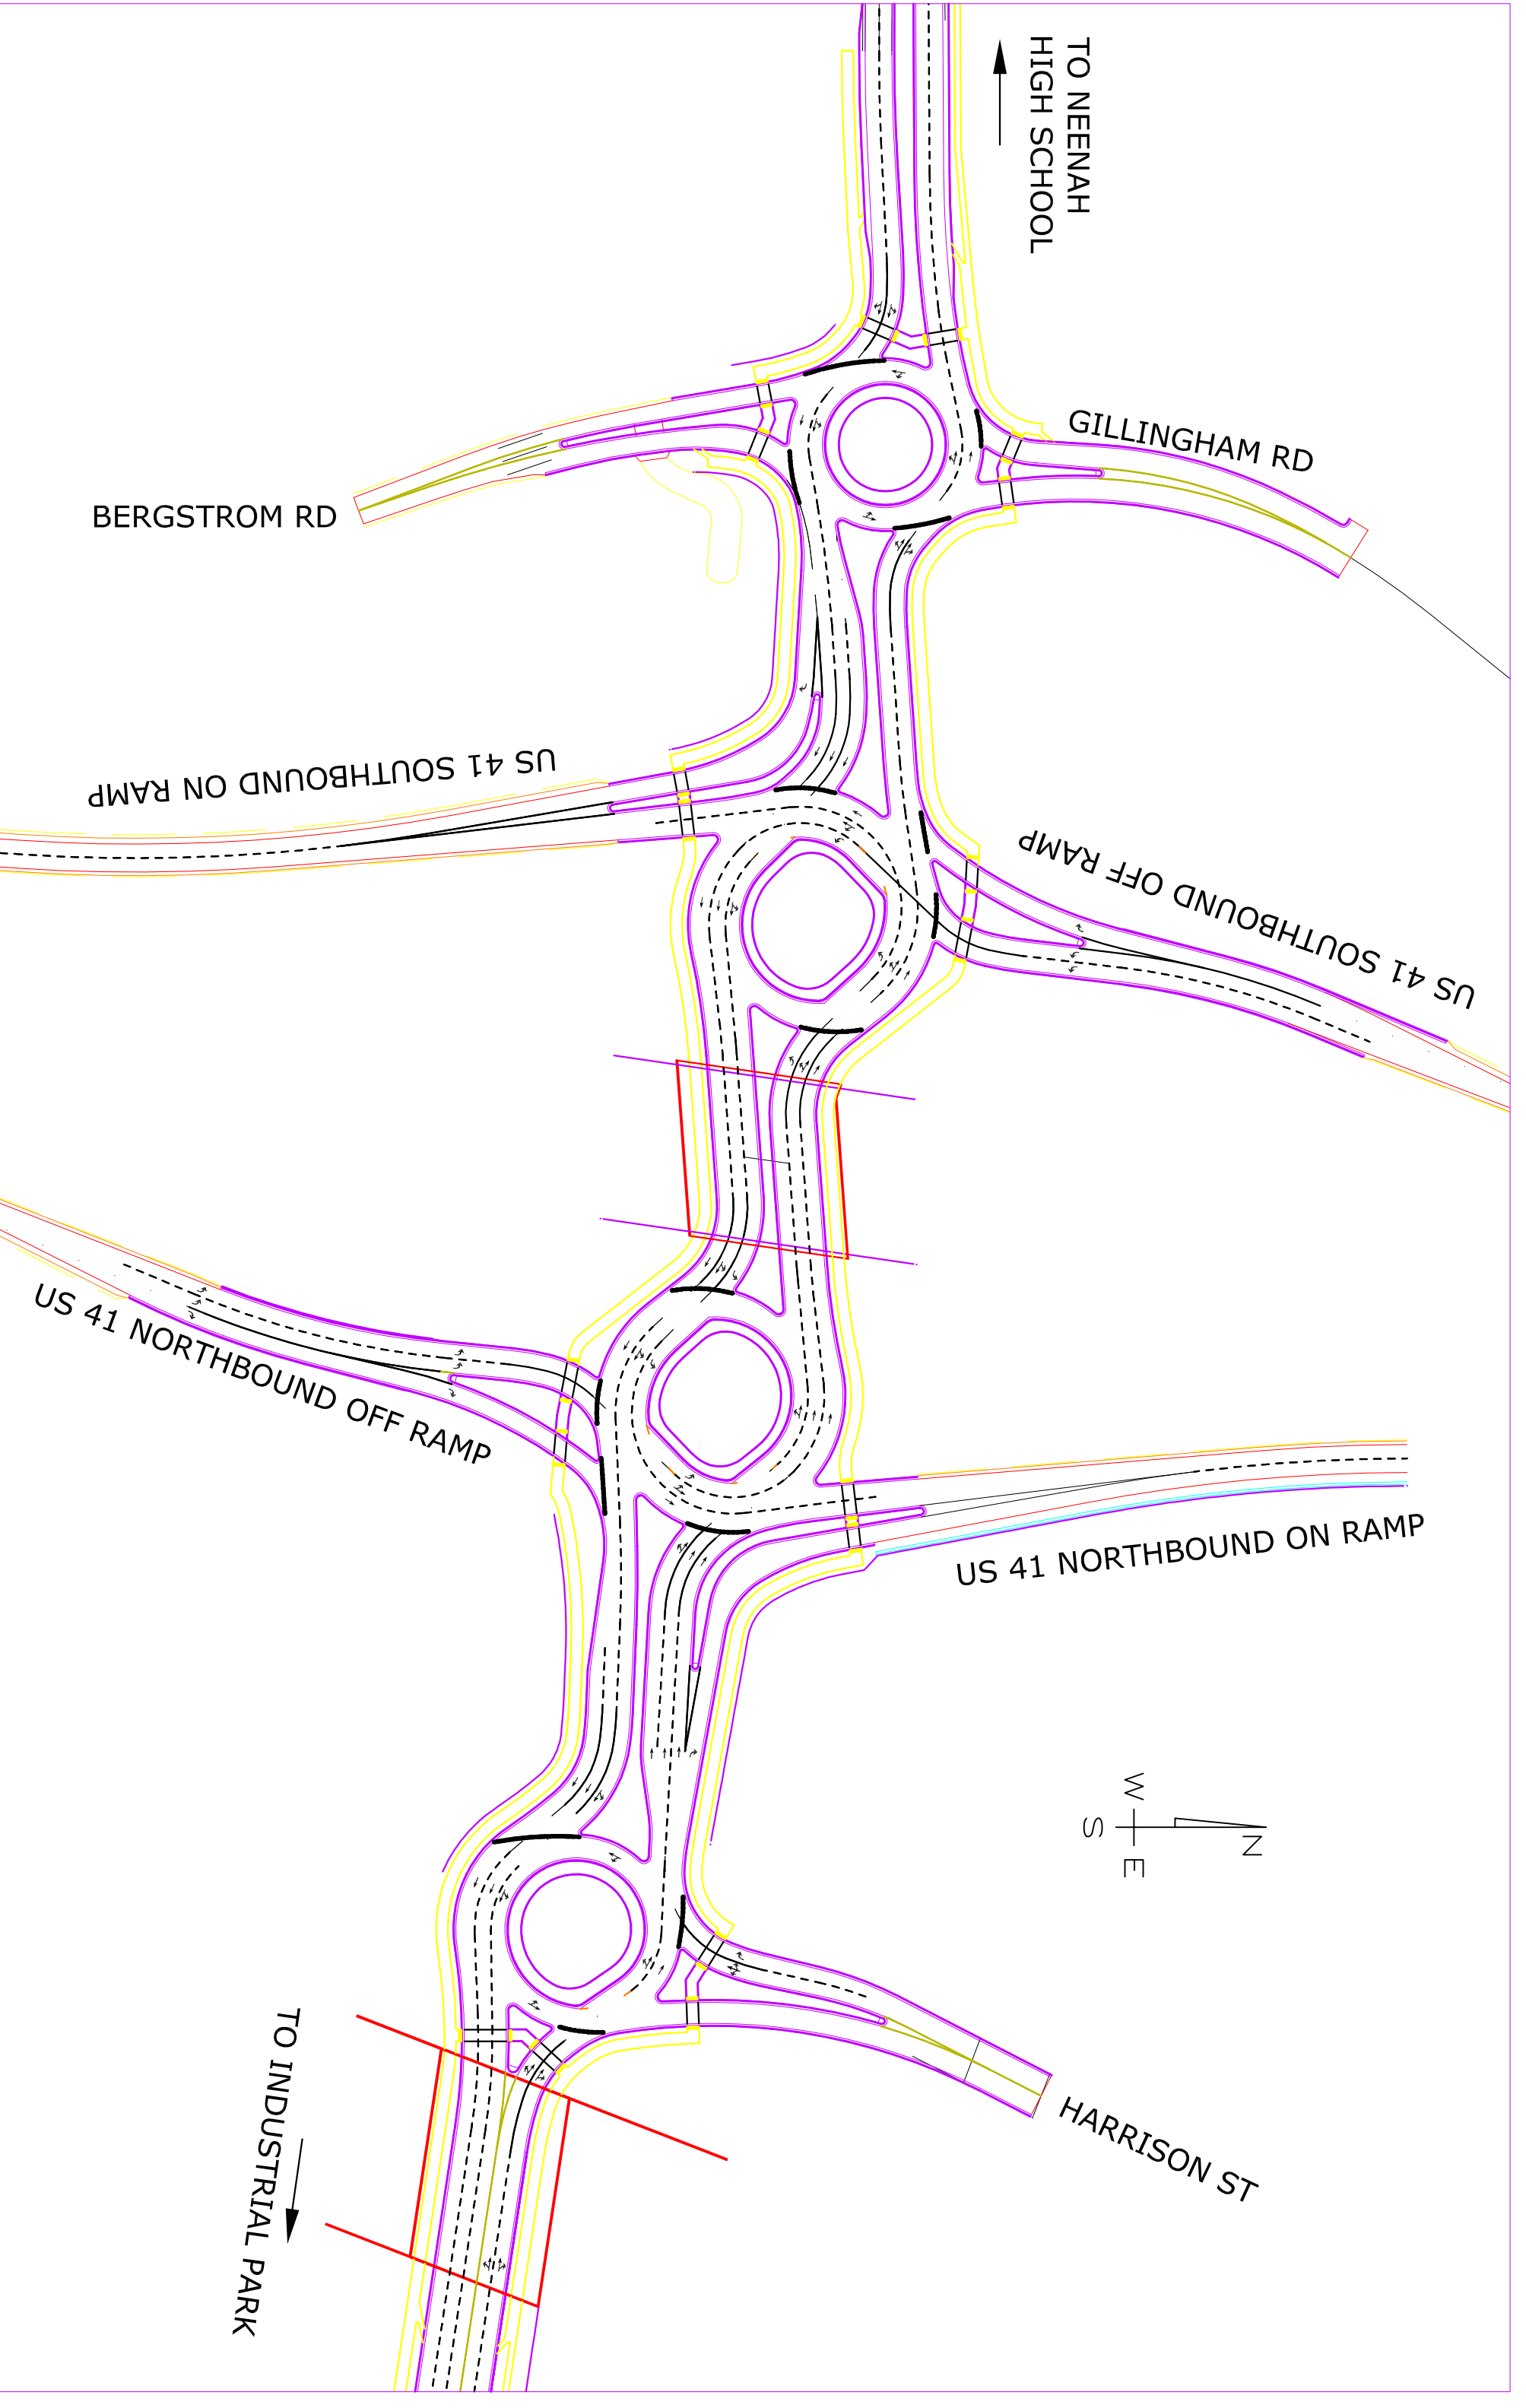 TO NEENAH
HIGH SCHOOL
GILLINGHAM RD
BERGSTROM RD
US 41 SOUTHBOUND ON RAMP
US 41 SOUTHBOUND OFF RAMP
US 41 NORTHBOUND OFF RAMP
US 41 NORTHBOUND ON RAMP
W
S
N
E
TO INDUSTRIAL PARK
HARRISON ST